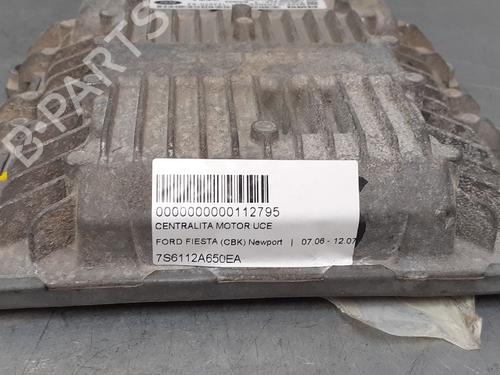 B-PARTS
0000000000112795
CENTRALITA MOTOR UCE
FORD FIESTA (CBK) Newport | 07.06 - 12.07
7S6112A650EA